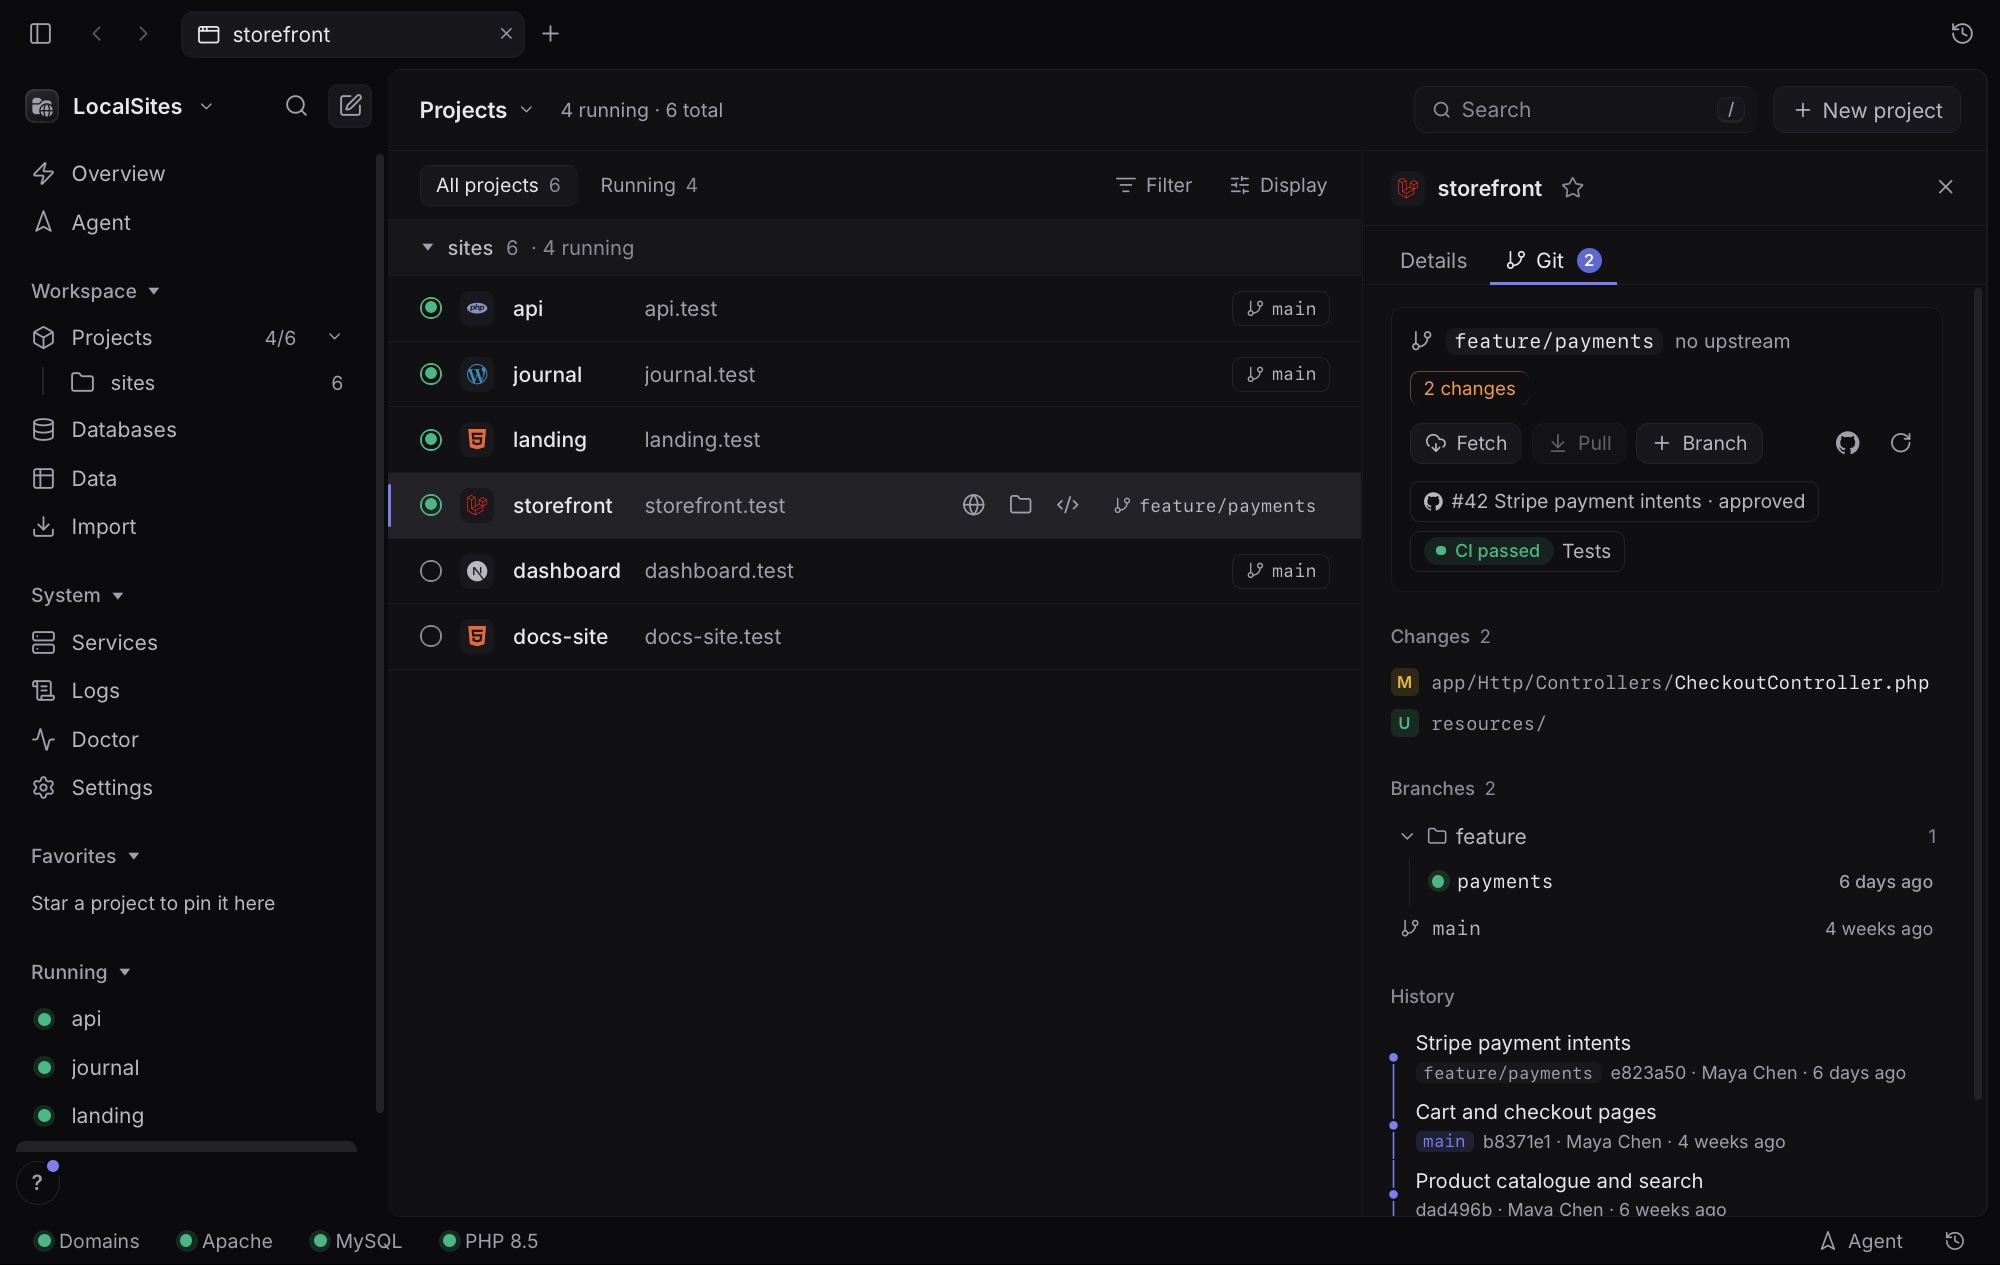 storefront
LocalSites
Overview
Agent
Workspace
Projects 4/6
sites 6
Databases
Data
Import
System
Services
Logs
Doctor
Settings
Favorites
Star a project to pin it here
Running
api
journal
landing
?
Projects 4 running · 6 total
Search /
New project
All projects 6 Running 4
Filter Display
sites 6 · 4 running
php api api.test main
journal journal.test main
landing landing.test
storefront storefront.test feature/payments
N dashboard dashboard.test main
docs-site docs-site.test
storefront
Details Git 2
feature/payments no upstream
2 changes
Fetch Pull Branch
#42 Stripe payment intents · approved
CI passed Tests
Changes 2
M app/Http/Controllers/CheckoutController.php
U resources/
Branches 2
feature 1
payments 6 days ago
main 4 weeks ago
History
Stripe payment intents
feature/payments e823a50 · Maya Chen · 6 days ago
Cart and checkout pages
main b8371e1 · Maya Chen · 4 weeks ago
Product catalogue and search
dad496b · Maya Chen · 6 weeks ago
Domains Apache MySQL PHP 8.5
Agent